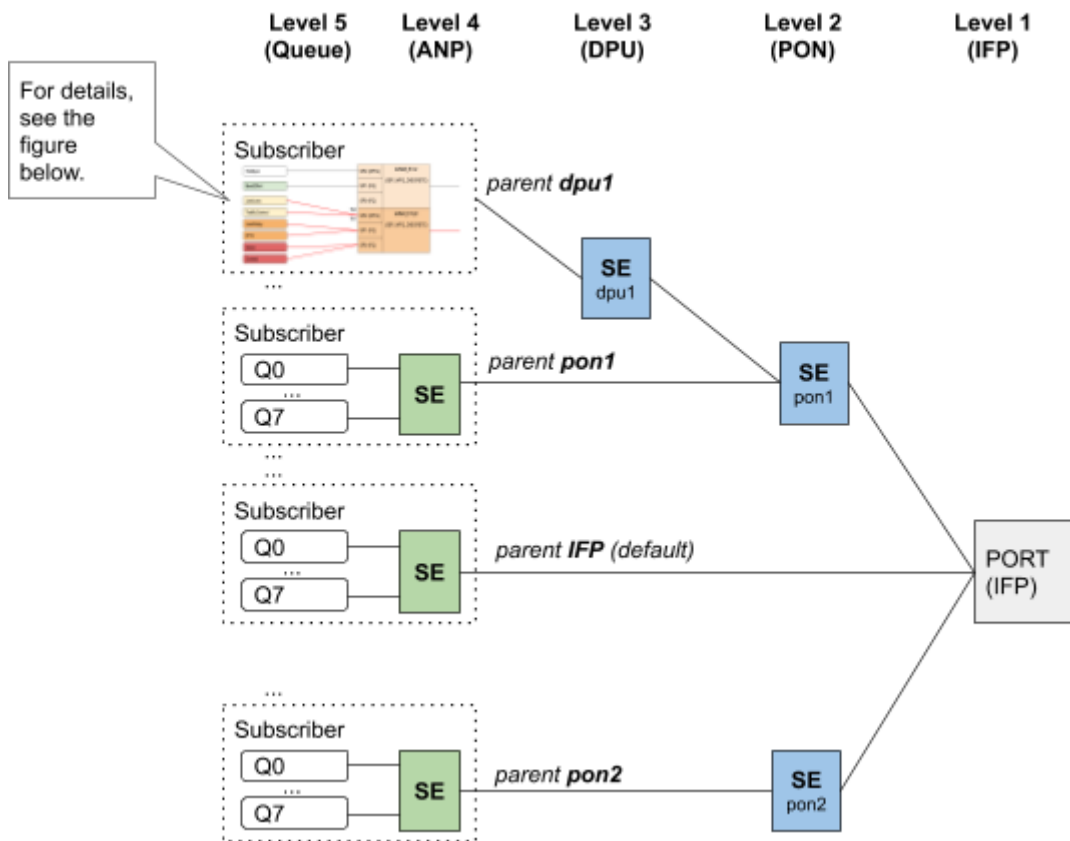 Level 5
(Queue)
Level 4
(ANP)
Level 3
(DPU)
Level 2
(PON)
Level 1
(IFP)
For details,
see the
figure
below.
Subscriber
parent dpu1
SE
dpu1
...
Subscriber
Q0
...
Q7
SE
parent pon1
SE
pon1
...
...
Subscriber
Q0
...
Q7
SE
parent IFP (default)
PORT
(IFP)
...
Subscriber
Q0
...
Q7
SE
parent pon2
SE
pon2